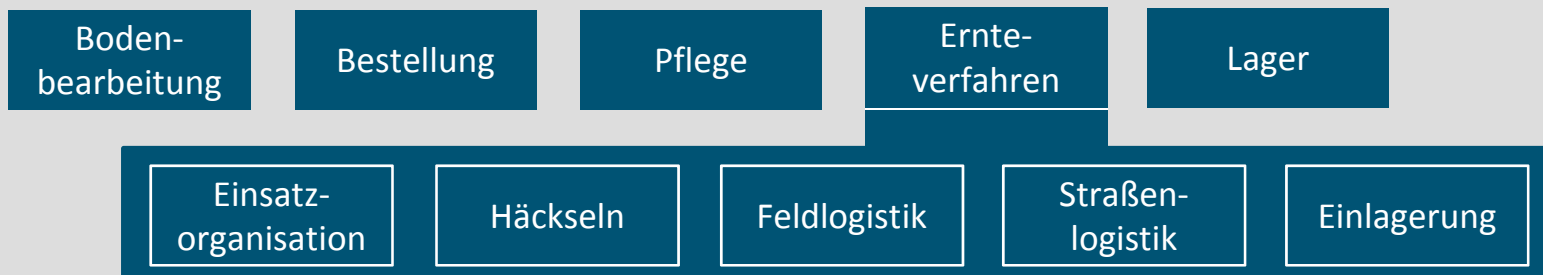 Boden-
bearbeitung
Bestellung
Pflege
Ernte-
verfahren
Lager
Einsatz-
organisation
Häckseln
Feldlogistik
Straßen-
logistik
Einlagerung